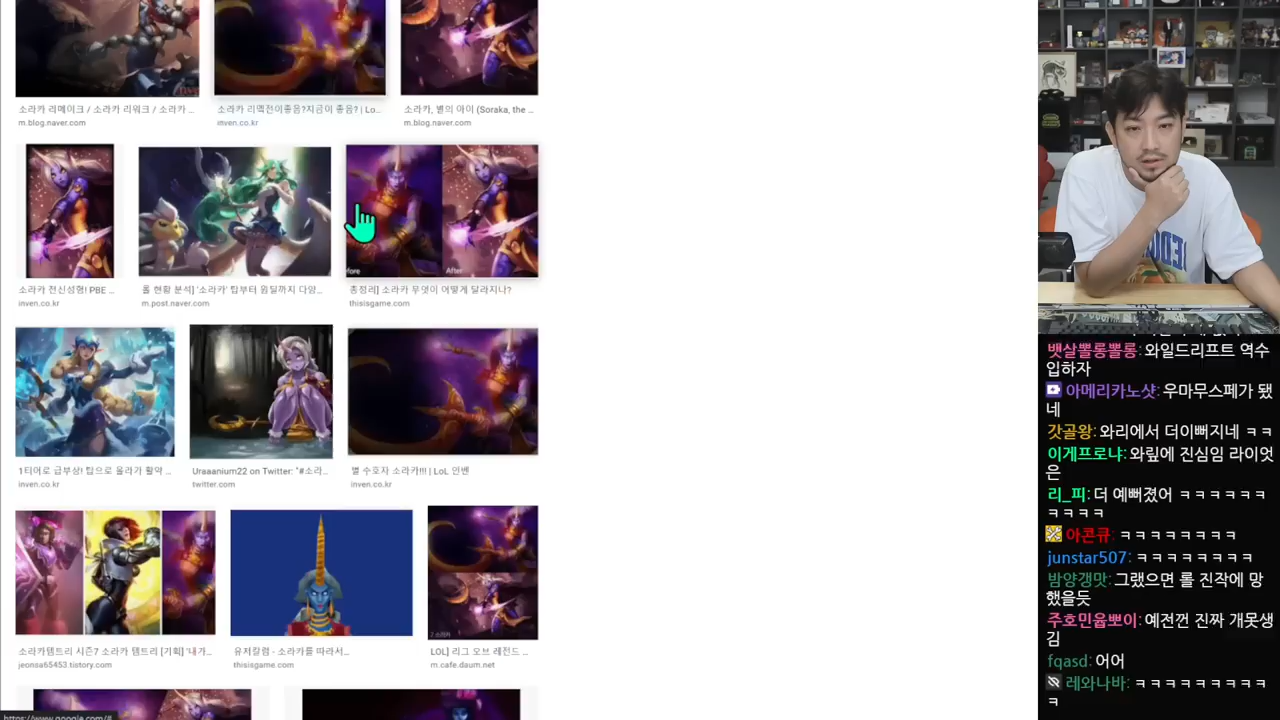 소라카 리메이크 / 소라카 리워크 / 소라카 ...
m.blog.naver.com
소라카 리멕전이좋음?지금이 좋음? | Lo...
inven.co.kr
소라카, 별의 아이 (Soraka, the ...
m.blog.naver.com
After
소라카 전신성형! PBE ...
inven.co.kr
롤 현황 분석] '소라카' 탑부터 원딜까지 다양...
m.post.naver.com
총정리] 소라카 무엇이 어떻게 달라지나?
thisisgame.com
1티어로 급부상! 탑으로 올라가 활약 ...
inven.co.kr
Uraaanium22 on Twitter: "#소라...
twitter.com
별 수호자 소라카!!! | LoL 인벤
inven.co.kr
소라카템트리 시즌7 소라카 템트리 [기획] '내가...
jeonsa65453.tistory.com
유저칼럼 - 소라카를 따라서...
thisisgame.com
LOL] 리그 오브 레전드 ...
m.cafe.daum.net
https://www.google.com/#
뱃살뽈롱뽈롱: 와일드리프트 역수
입하자
아메리카노샷: 우마무스페가 됐
네
갓골왕: 와리에서 더이뻐지네 ㅋㅋ
이게프로냐: 와맆에 진심임 라이엇
은
리_피: 더 예뻐졌어 ㅋㅋㅋㅋㅋㅋ
ㅋㅋㅋㅋ
아콘큐: ㅋㅋㅋㅋㅋㅋㅋㅋ
junstar507: ㅋㅋㅋㅋㅋㅋㅋㅋ
밤양갱맛: 그랬으면 롤 진작에 망
했을듯
주호민윱뽀이: 예전껀 진짜 개못생
김
fqasd: 어어
레와나바: ㅋㅋㅋㅋㅋㅋㅋㅋㅋ
ㅋ